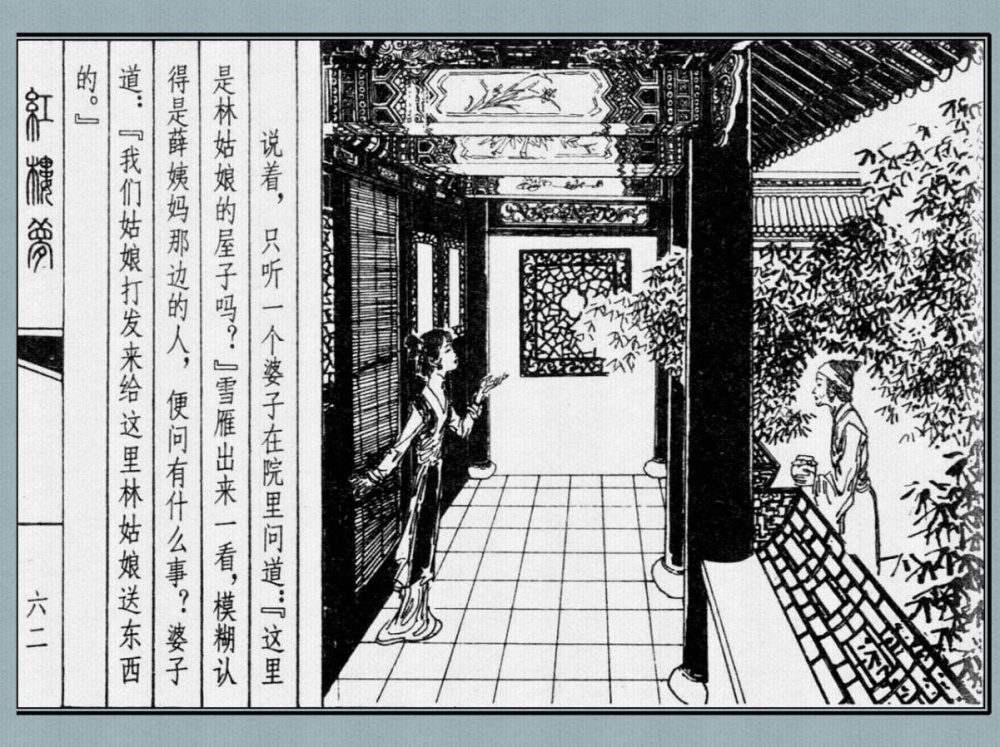 说着，只听一个婆子在院里问道：『这里
是林姑娘的屋子吗？』雪雁出来一看，模糊认
得是薛姨妈那边的人，便问有什么事？婆子
道：『我们姑娘打发来给这里林姑娘送东西
的。』
紅樓夢
六二